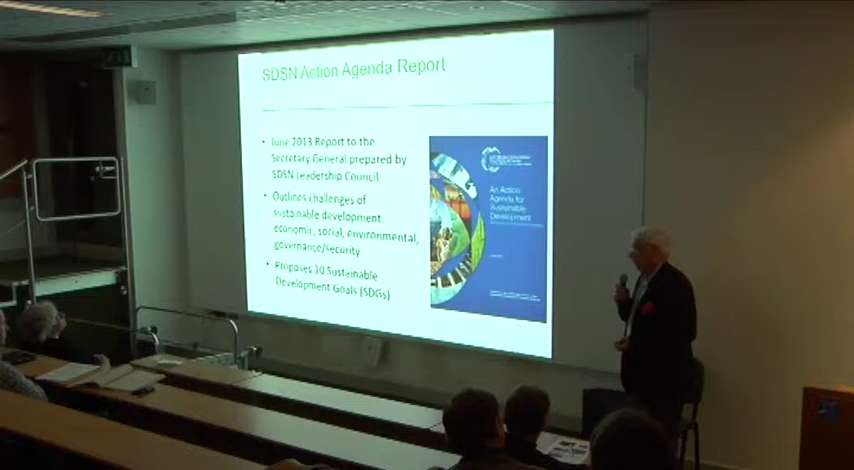 SDSN Action Agenda Report
• June 2013 Report to the
Secretary General prepared by
SDSN Leadership Council
• Outlines challenges of
sustainable development:
economic, social, environmental,
governance/security
• Proposes 10 Sustainable
Development Goals (SDGs)
An Action
Agenda for
Sustainable
Development